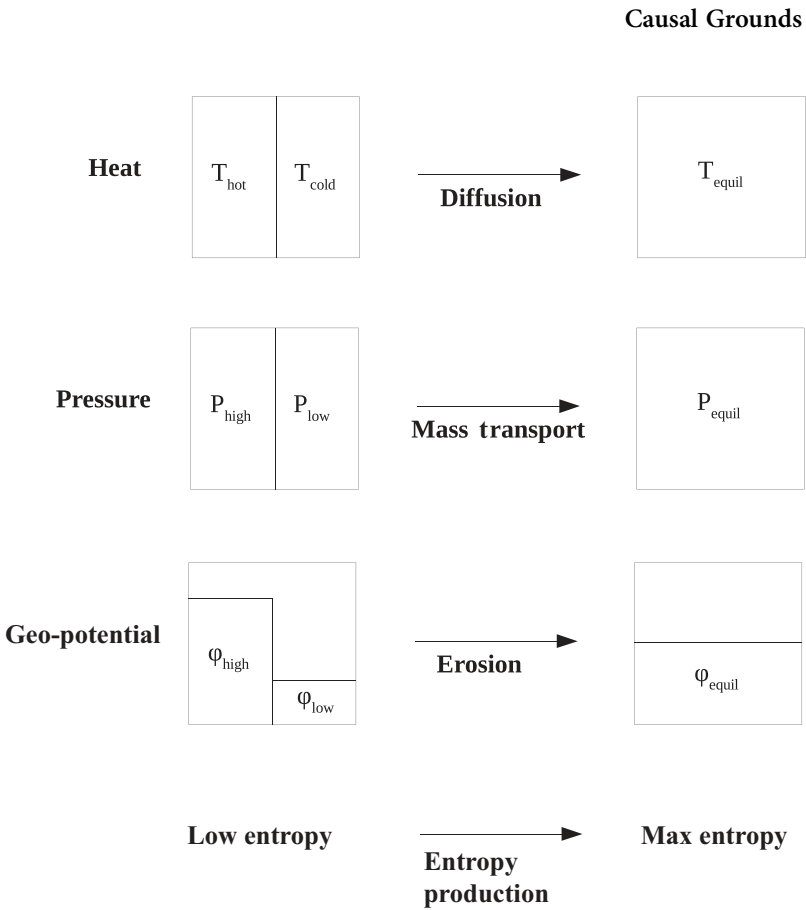 Causal Grounds
Heat
T_hot
T_cold
Diffusion
T_equil
Pressure
P_high
P_low
Mass transport
P_equil
Geo-potential
φ_high
φ_low
Erosion
φ_equil
Low entropy
Entropy
production
Max entropy